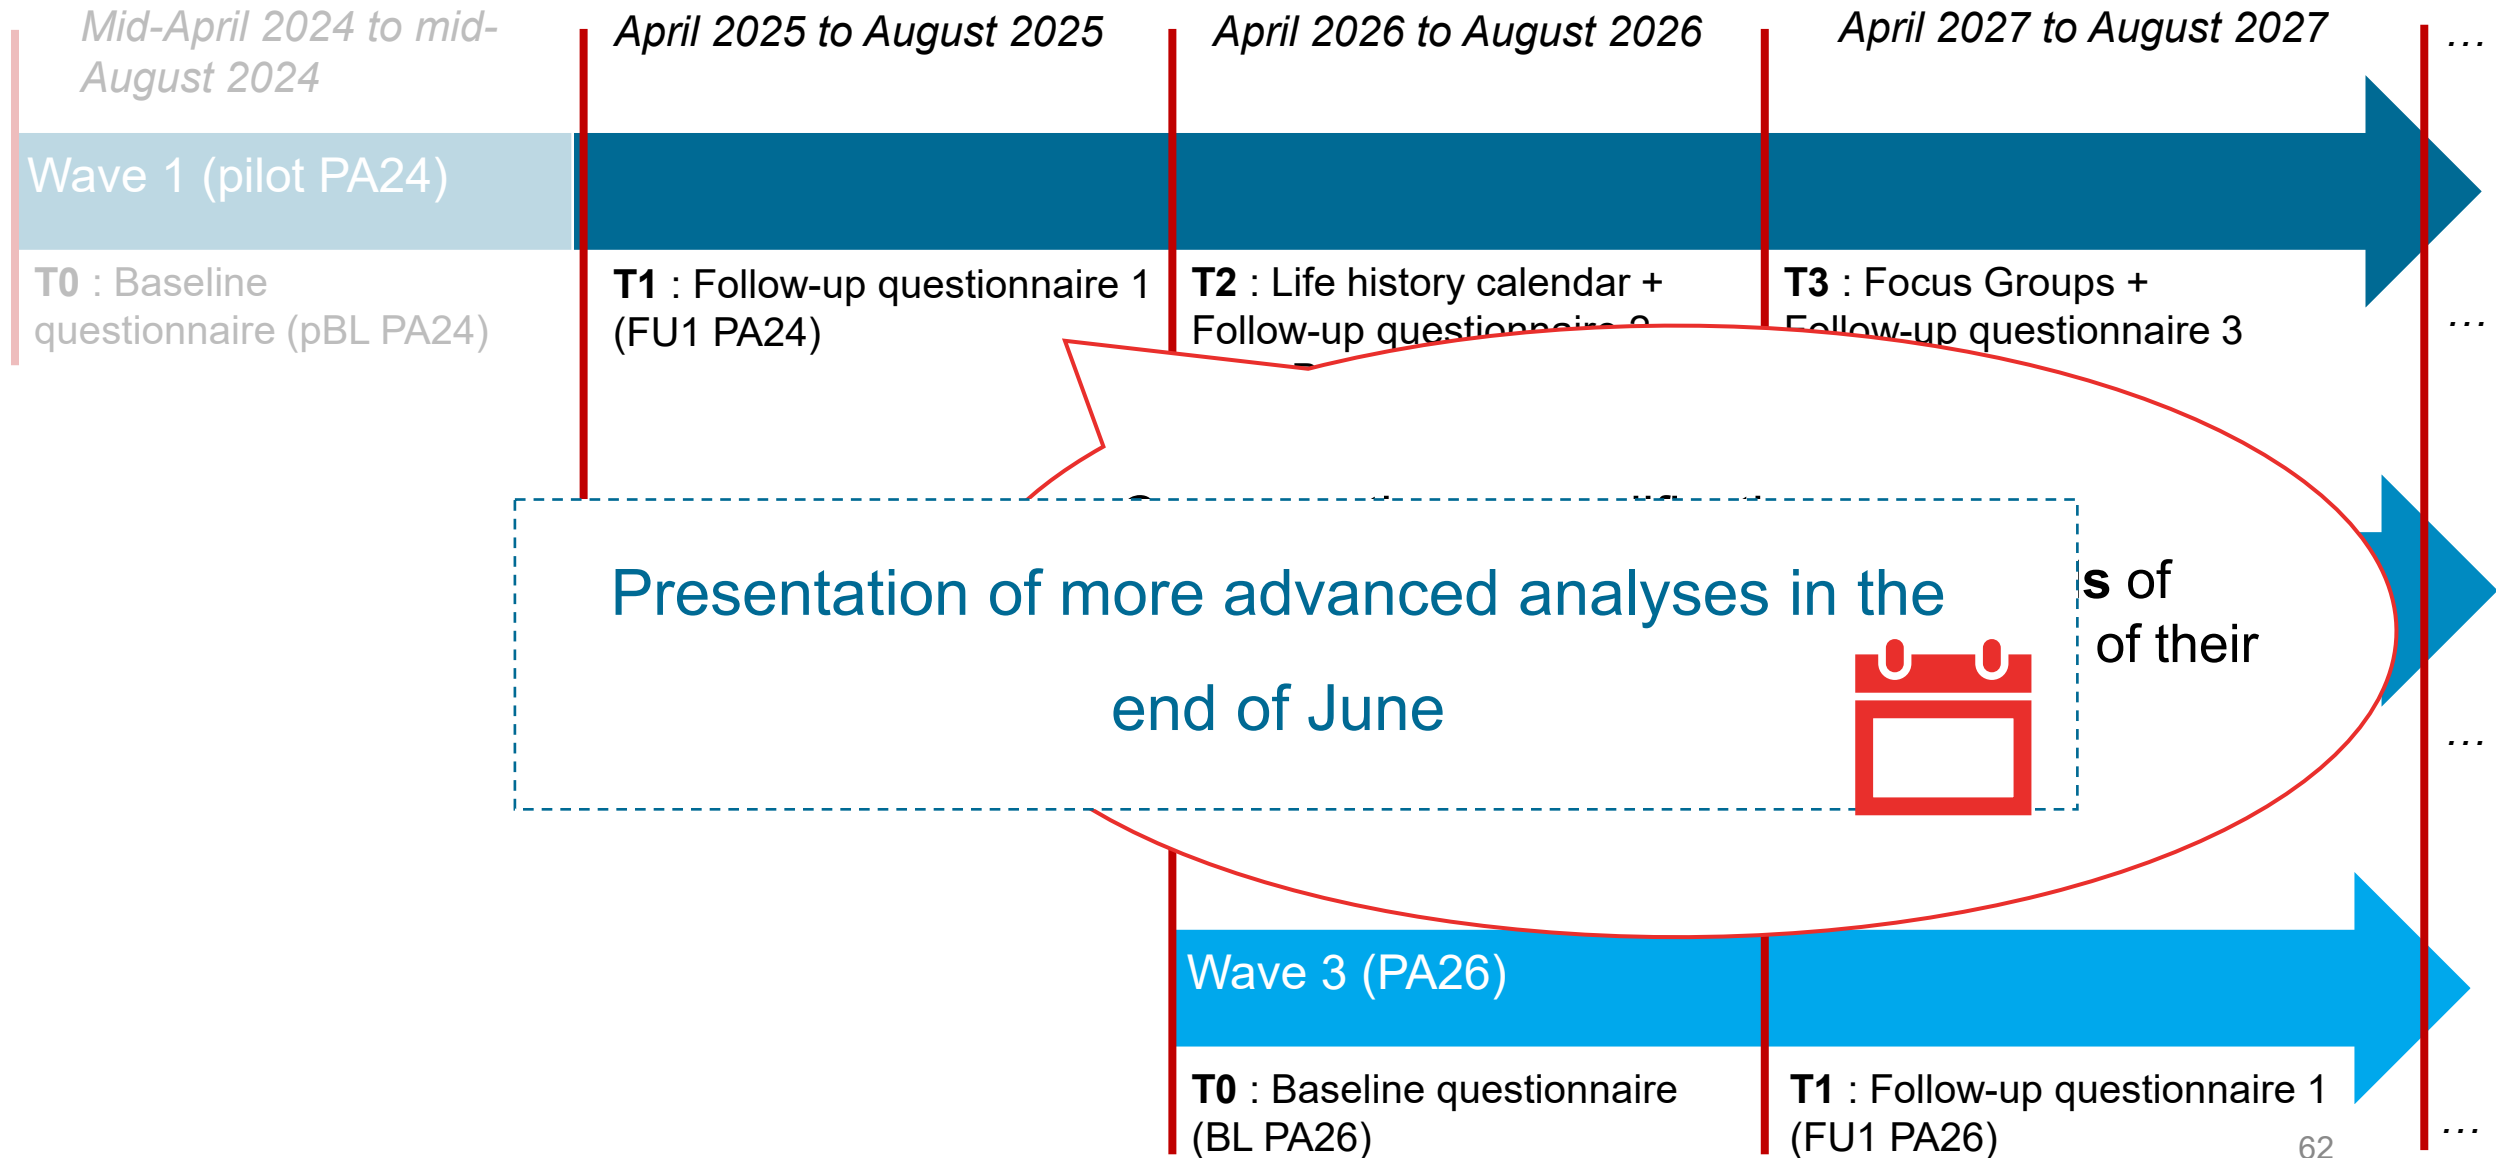 Mid-April 2024 to mid-
August 2024
April 2025 to August 2025
April 2026 to August 2026
April 2027 to August 2027
...
Wave 1 (pilot PA24)
T0 : Baseline
questionnaire (pBL PA24)
T1 : Follow-up questionnaire 1
(FU1 PA24)
T2 : Life history calendar +
Follow-up questionnaire 2
T3 : Focus Groups +
Follow-up questionnaire 3
...
Presentation of more advanced analyses in the
end of June
s of
of their
...
Wave 3 (PA26)
T0 : Baseline questionnaire
(BL PA26)
T1 : Follow-up questionnaire 1
(FU1 PA26)
...
62